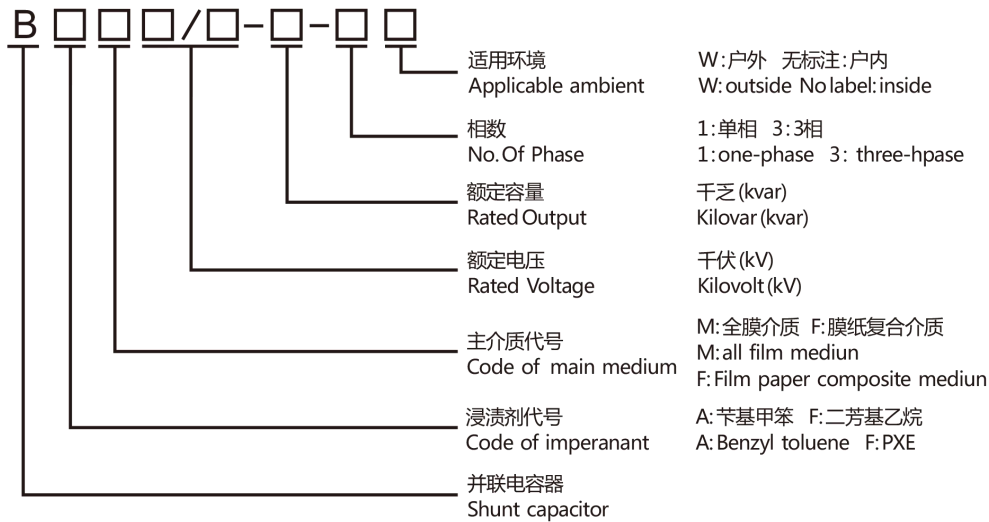 B□□□/□-□-□□
适用环境 W:户外 无标注:户内
Applicable ambient W:outside No label:inside
相数 1:单相 3:3相
No.Of Phase 1:one-phase 3: three-hpase
额定容量 千乏(kvar)
Rated Output Kilovar(kvar)
额定电压 千伏(kV)
Rated Voltage Kilovolt(kV)
主介质代号 M:全膜介质 F:膜纸复合介质
Code of main medium M:all film mediun
F:Film paper composite mediun
浸渍剂代号 A:苄基甲笨 F:二芳基乙烷
Code of imperanant A:Benzyl toluene F:PXE
并联电容器
Shunt capacitor